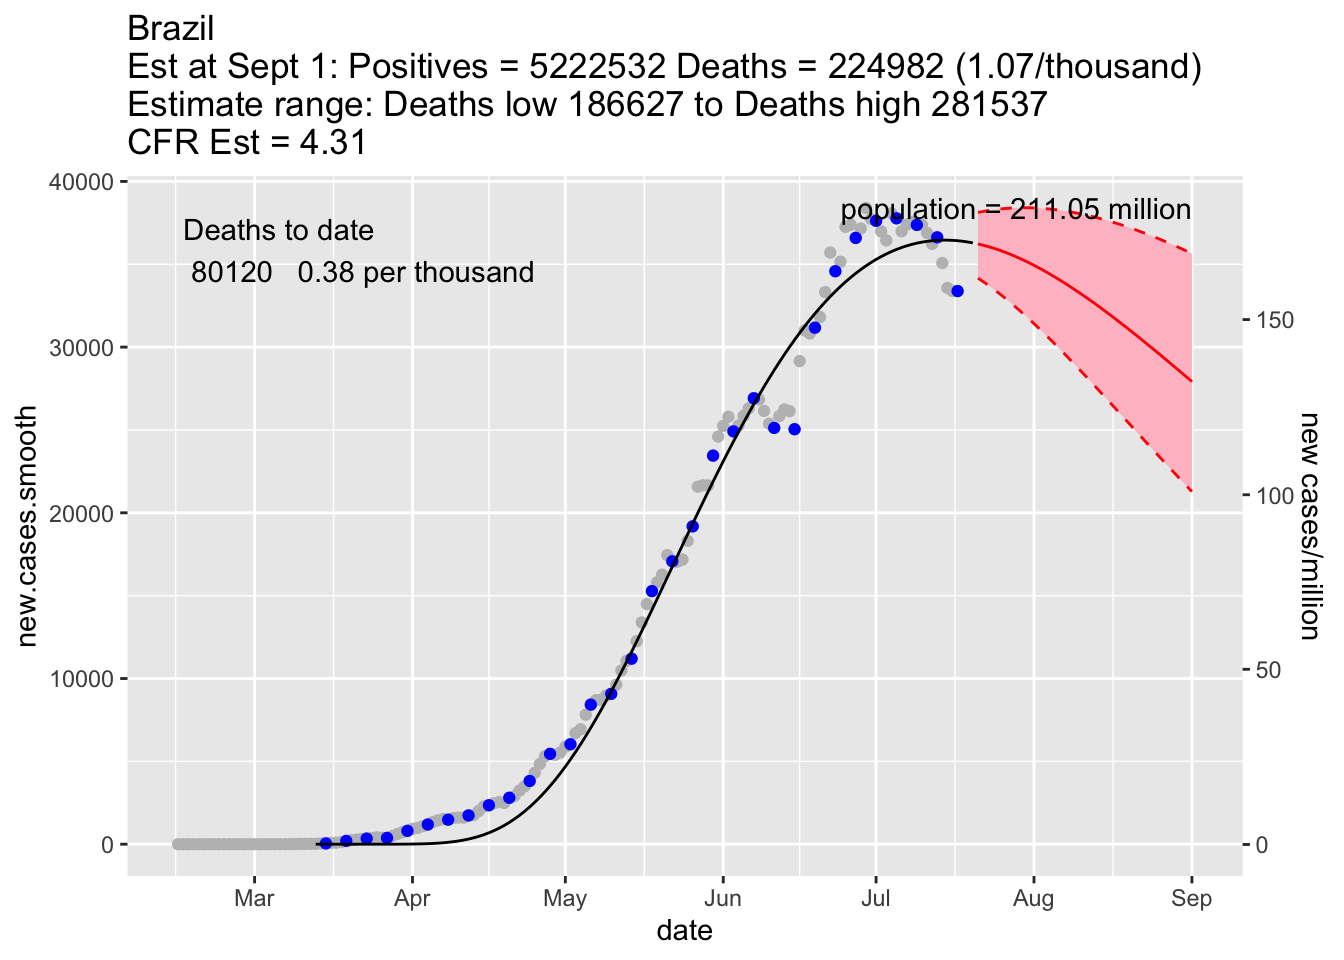 Brazil
Est at Sept 1: Positives = 5222532 Deaths = 224982 (1.07/thousand)
Estimate range: Deaths low 186627 to Deaths high 281537
CFR Est = 4.31
40000
30000
20000
10000
0
new.cases.smooth
Deaths to date
80120 0.38 per thousand
population = 211.05 million
150
100
50
0
new cases/million
Mar Apr May Jun Jul Aug Sep
date